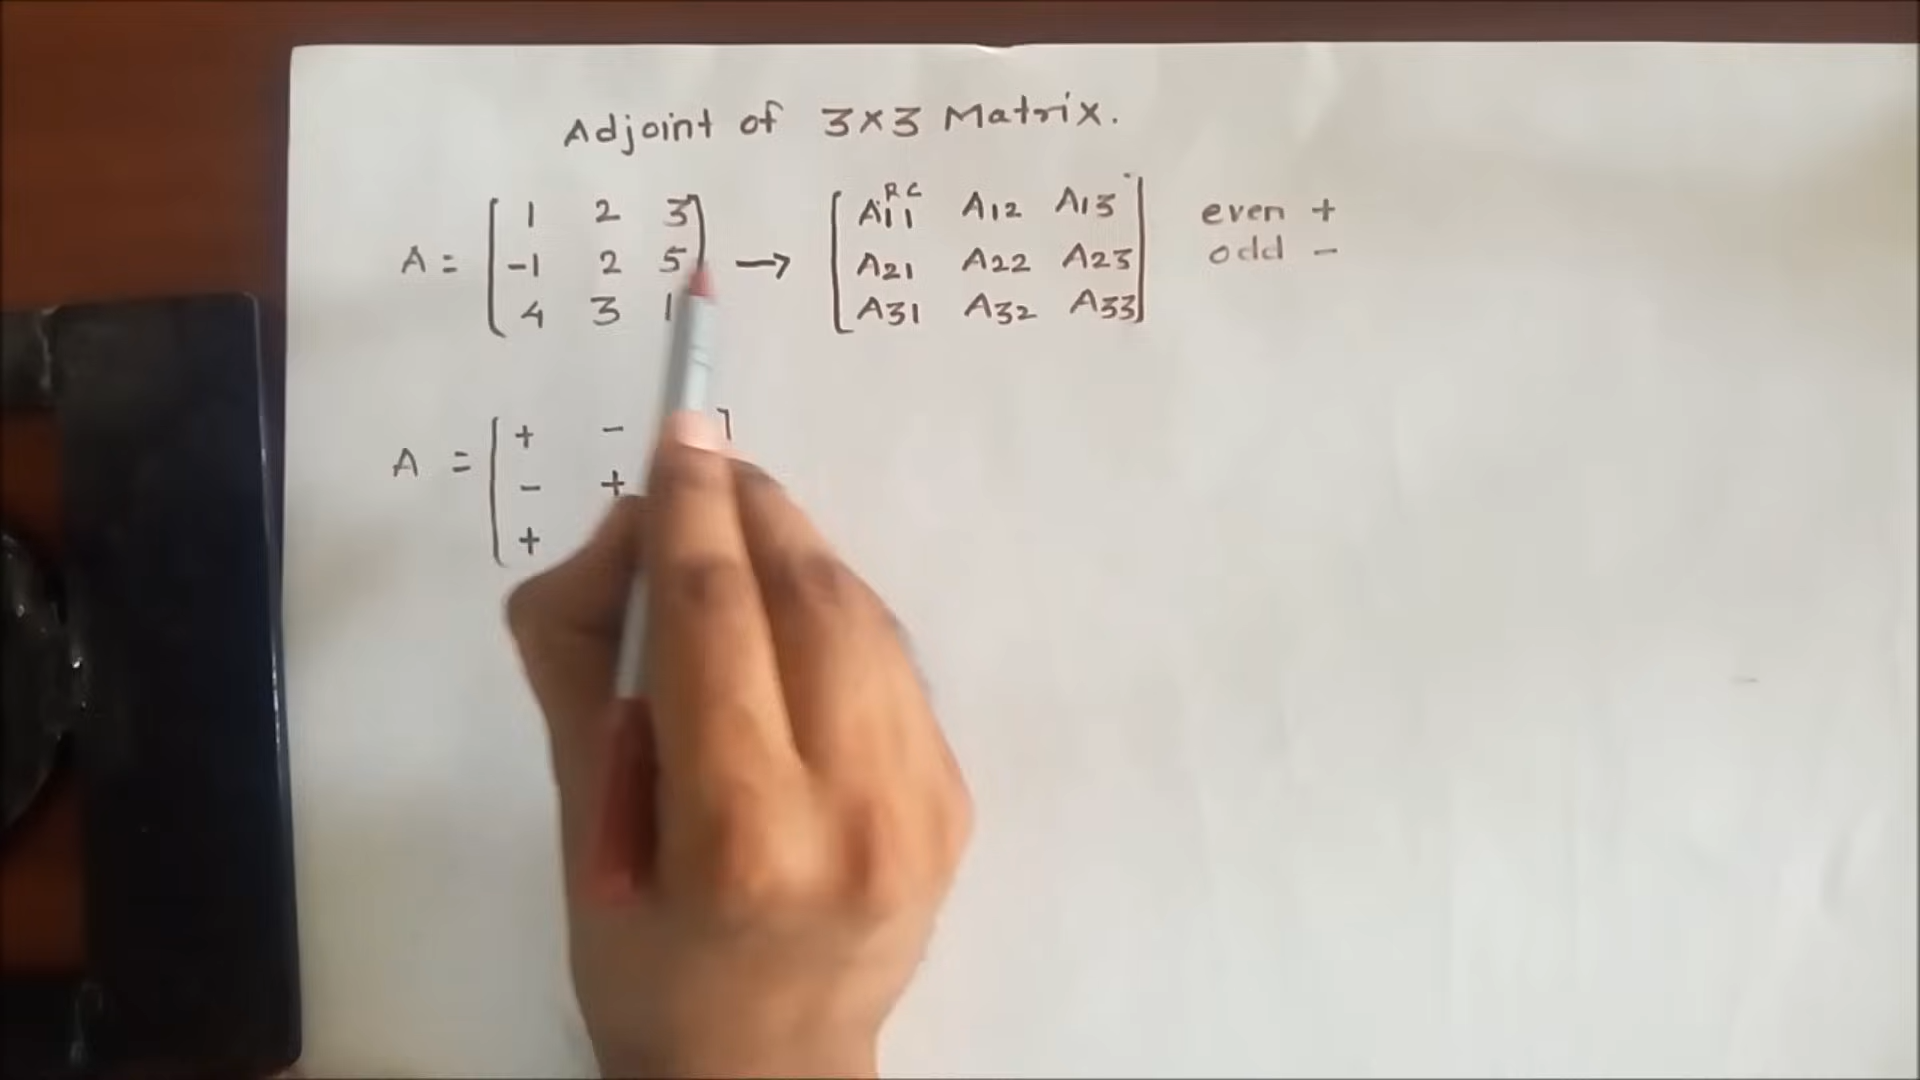 Adjoint of 3×3 Matrix.
1 2 3 R C A11 A12 A13 even +
A = -1 2 5 → A21 A22 A23 odd -
4 3 1 A31 A32 A33
+ -
A = - +
+